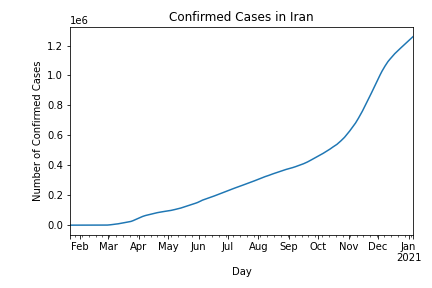 Confirmed Cases in Iran
1e6
1.2
1.0
0.8
0.6
0.4
0.2
0.0
Number of Confirmed Cases
Feb Mar Apr May Jun Jul Aug Sep Oct Nov Dec Jan
2021
Day